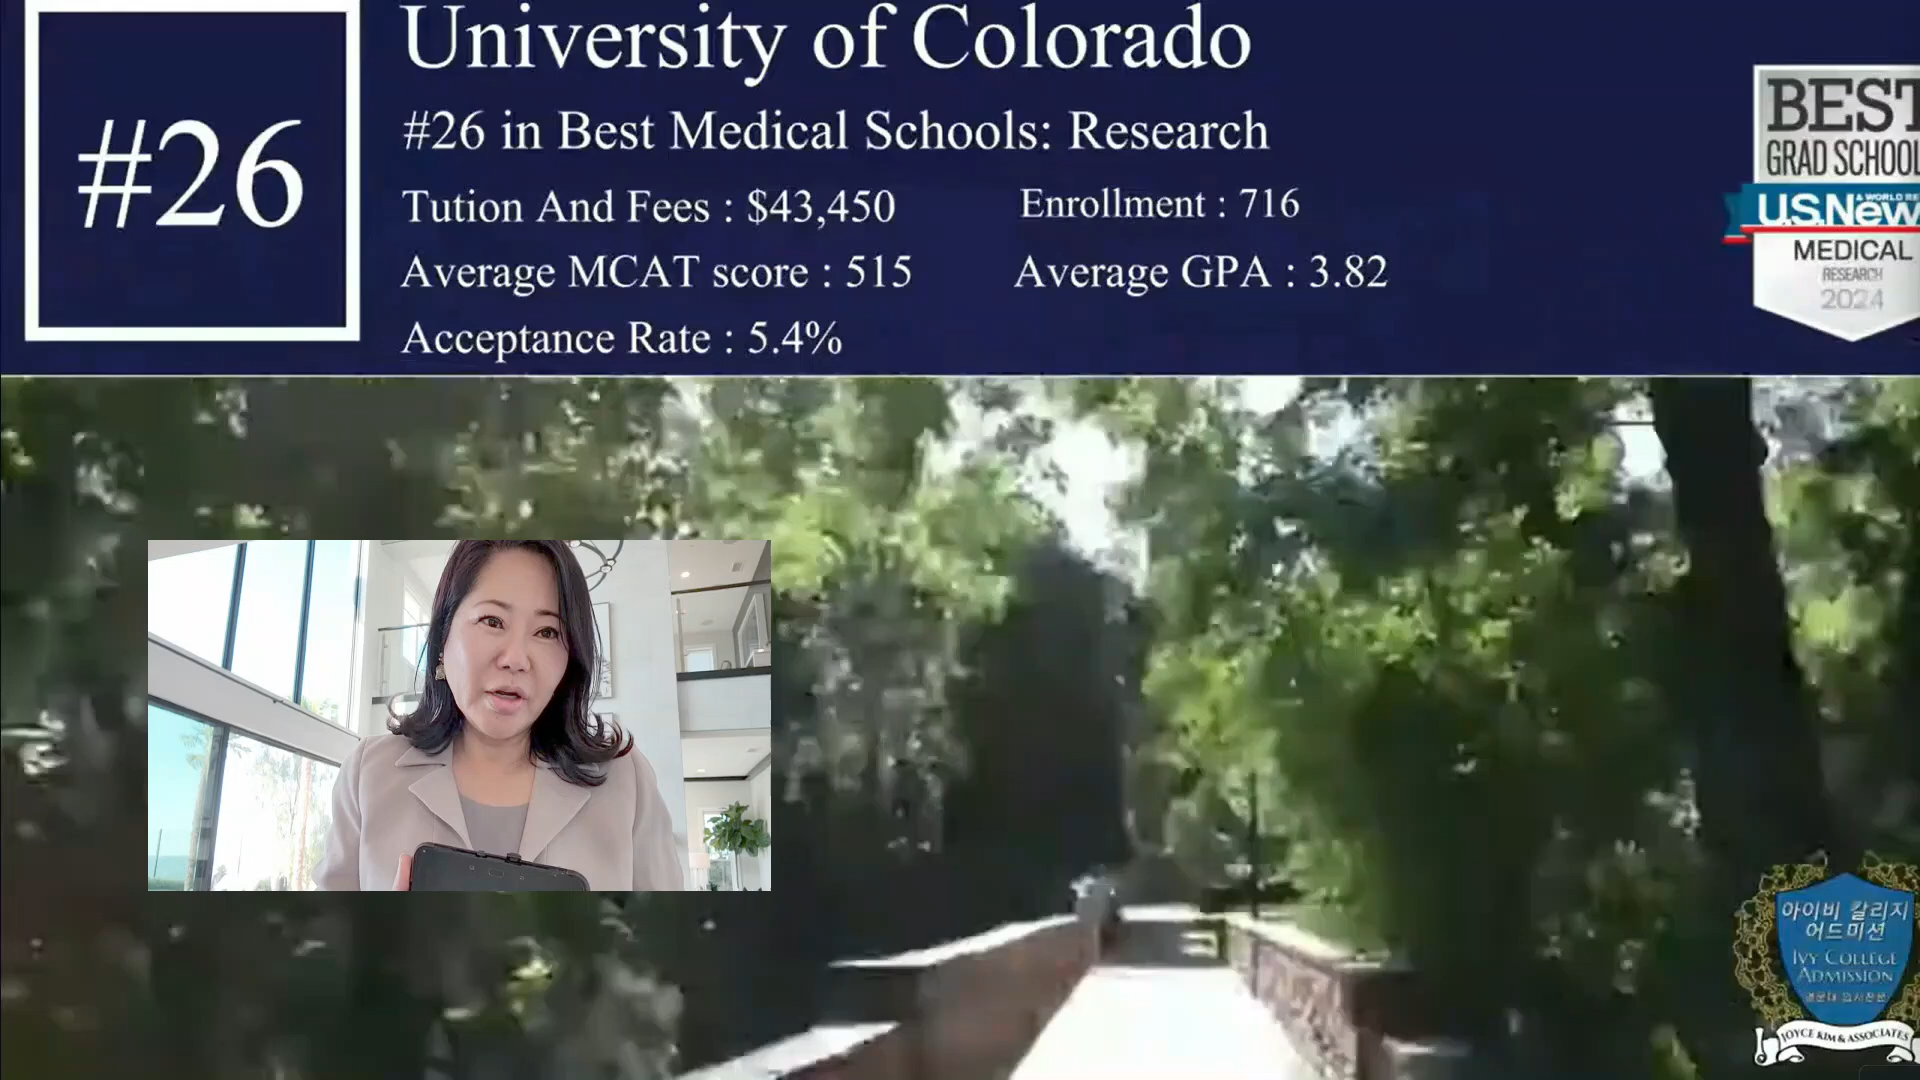 #26
University of Colorado
#26 in Best Medical Schools: Research
Tution And Fees : $43,450
Enrollment : 716
Average MCAT score : 515
Average GPA : 3.82
Acceptance Rate : 5.4%
BEST
GRAD SCHOOL
& WORLD RE
U.S.New
MEDICAL
RESEARCH
2024
아이비 칼리지
어드미션
IVY COLLEGE
ADMISSION
JOYCE KIM & ASSOCIATES